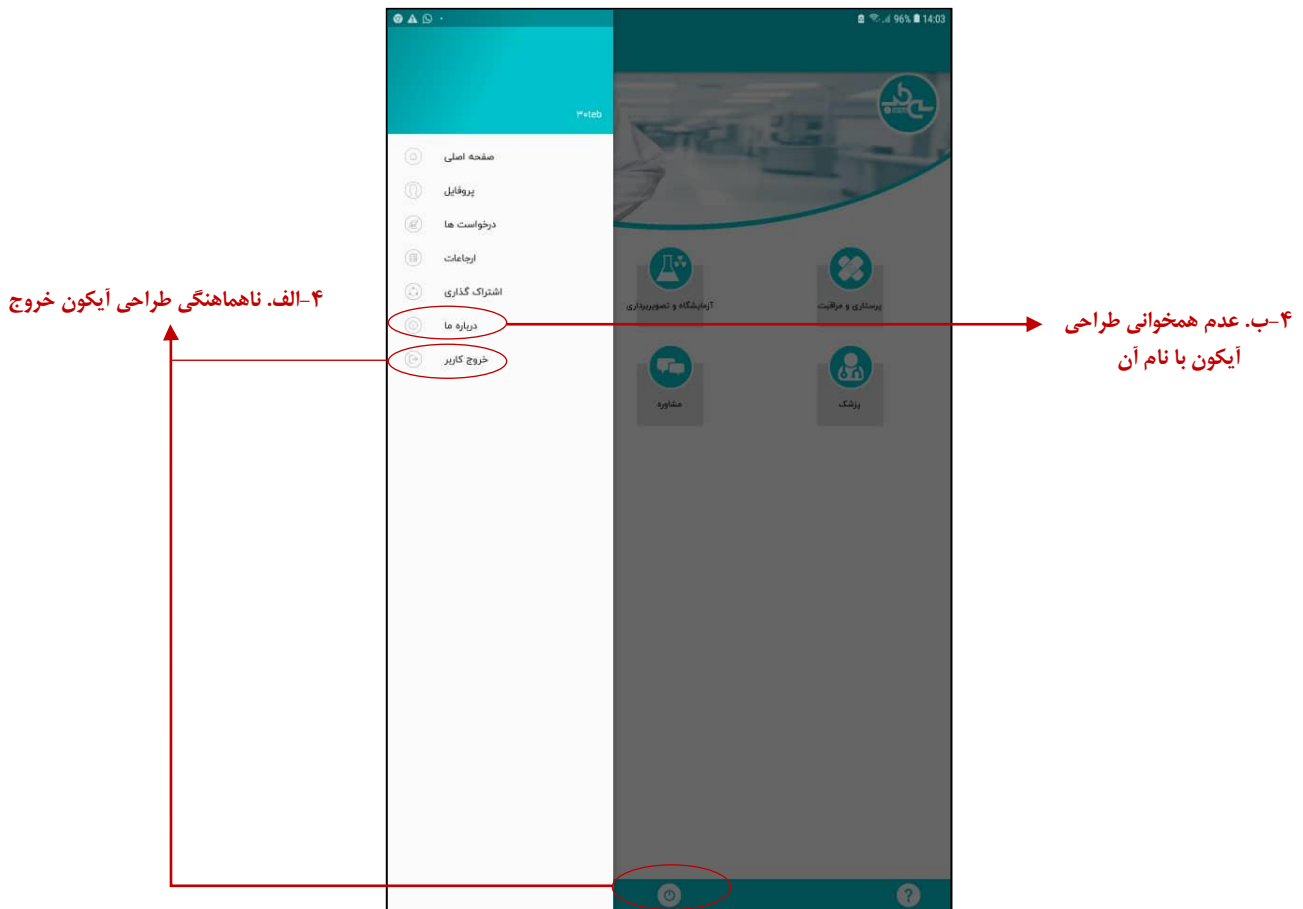 96% 14:03
۳۰teb
صفحه اصلی
پروفایل
درخواست ها
ارجاعات
اشتراک گذاری
درباره ما
خروج کاربر
آزمایشگاه و تصویربرداری
پرستاری و مراقبت
مشاوره
پزشک
?
۴-الف. ناهماهنگی طراحی آیکون خروج
۴-ب. عدم همخوانی طراحی
آیکون با نام آن